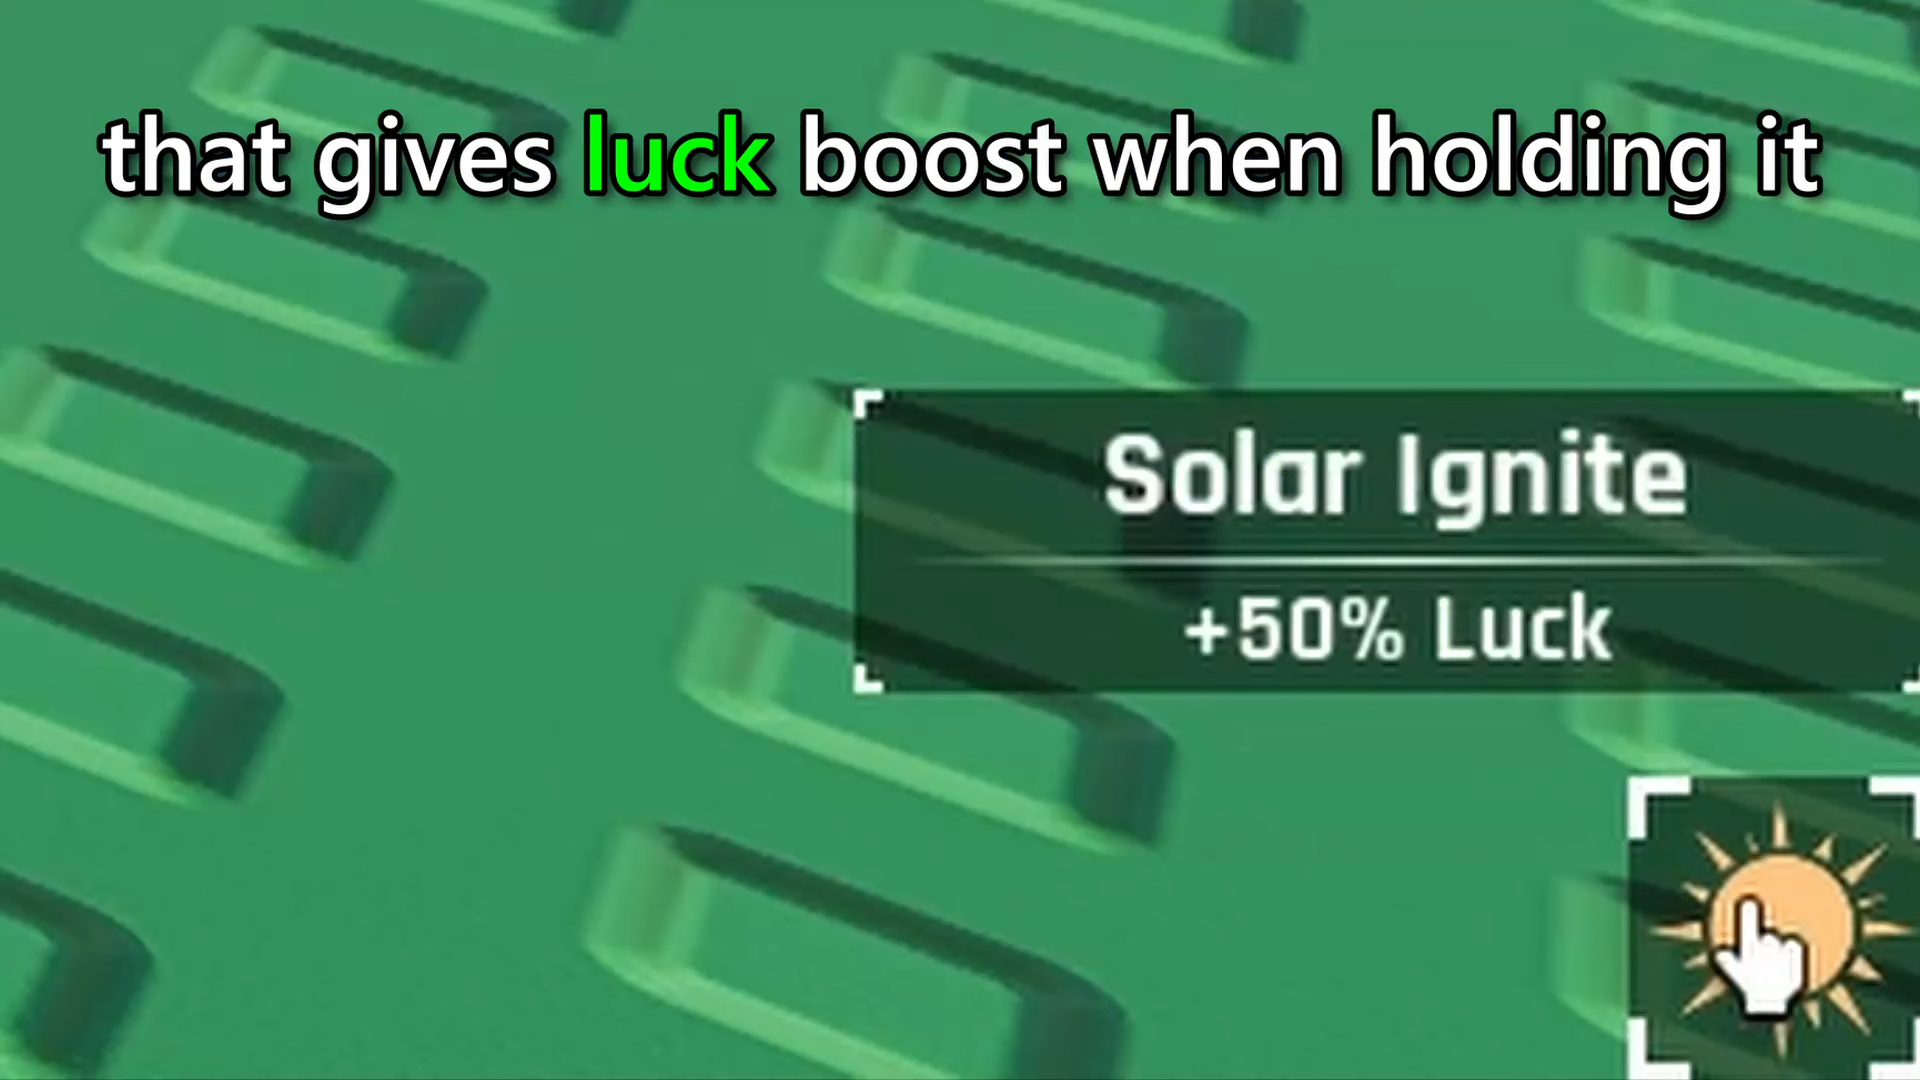 that gives luck boost when holding it
Solar Ignite
+50% Luck